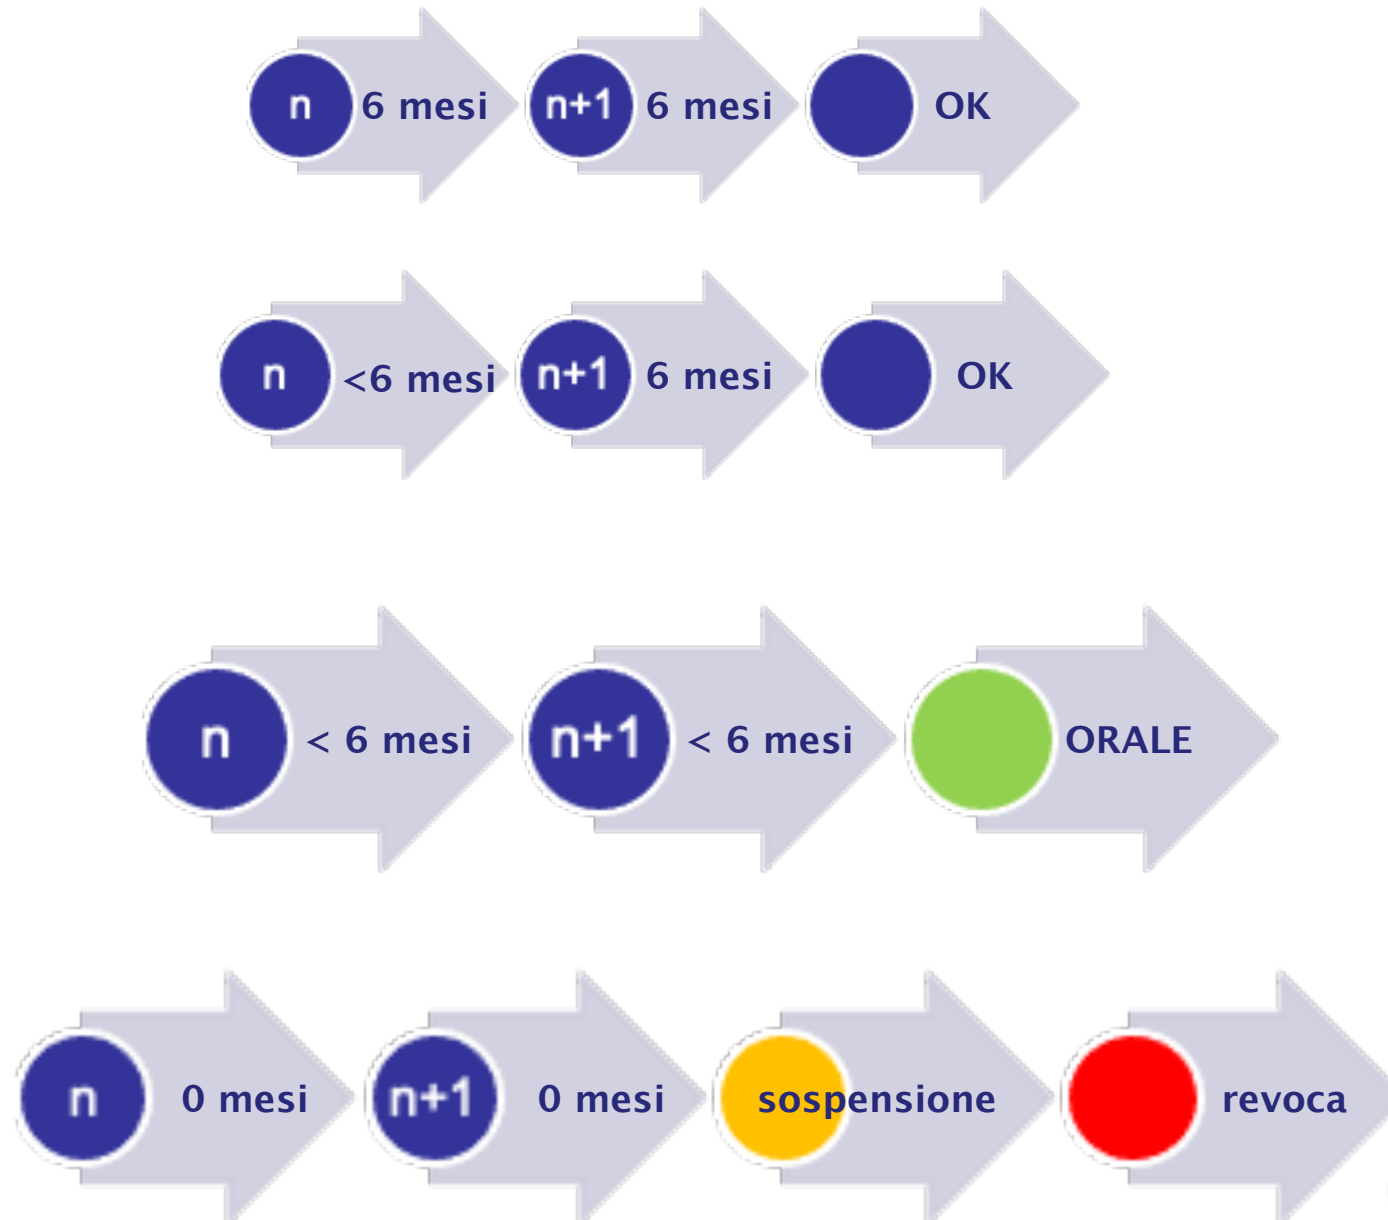 n 6 mesi n+1 6 mesi OK
n <6 mesi n+1 6 mesi OK
n < 6 mesi n+1 < 6 mesi ORALE
n 0 mesi n+1 0 mesi sospensione revoca